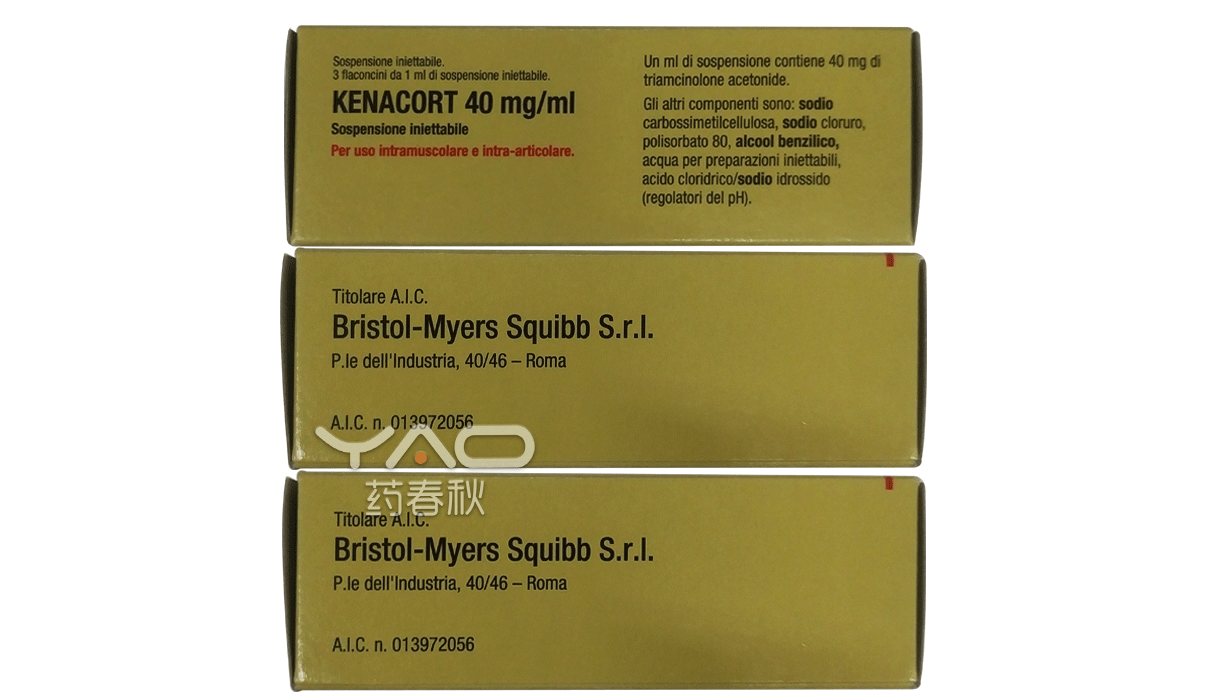 Sospensione iniettabile.
3 flaconcini da 1 ml di sospensione iniettabile.
KENACORT 40 mg/ml
Sospensione iniettabile
Per uso intramuscolare e intra-articolare.
Un ml di sospensione contiene 40 mg di
triamcinolone acetonide.
Gli altri componenti sono: sodio
carbossimetilcellulosa, sodio cloruro,
polisorbato 80, alcool benzilico,
acqua per preparazioni iniettabili,
acido cloridrico/sodio idrossido
(regolatori del pH).
Titolare A.I.C.
Bristol-Myers Squibb S.r.l.
P.le dell'Industria, 40/46 – Roma
A.I.C. n. 013972056
YAO
药春秋
Titolare A.I.C.
Bristol-Myers Squibb S.r.l.
P.le dell'Industria, 40/46 – Roma
A.I.C. n. 013972056